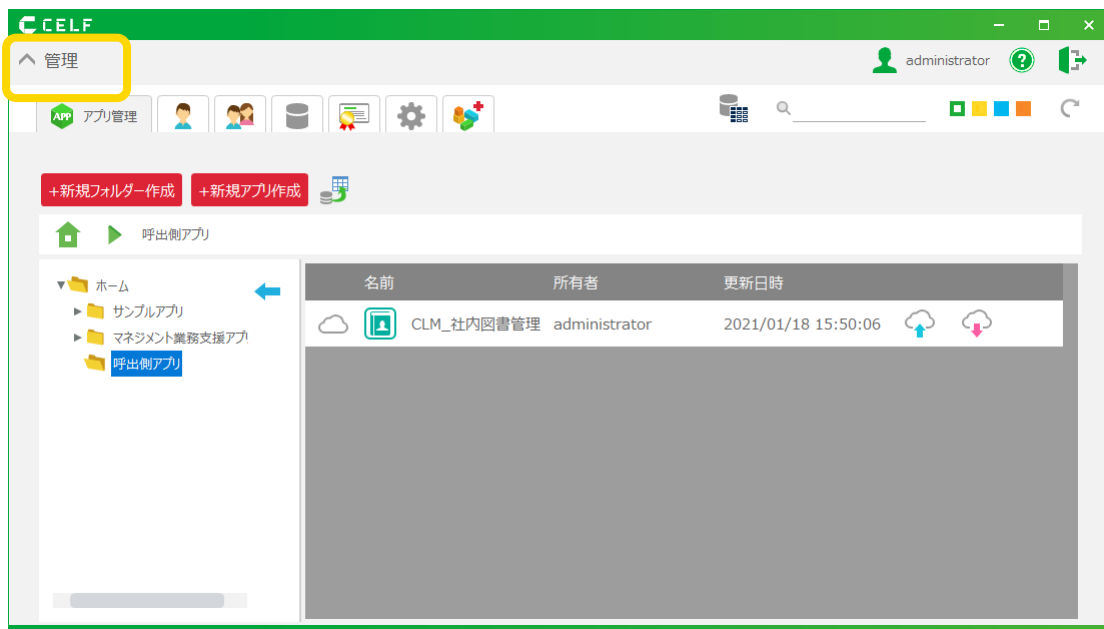 CELF
管理
administrator
?
APP アプリ管理
+新規フォルダー作成 +新規アプリ作成
呼出側アプリ
ホーム
サンプルアプリ
マネジメント業務支援アプリ
呼出側アプリ
名前 所有者 更新日時
CLM_社内図書管理 administrator 2021/01/18 15:50:06